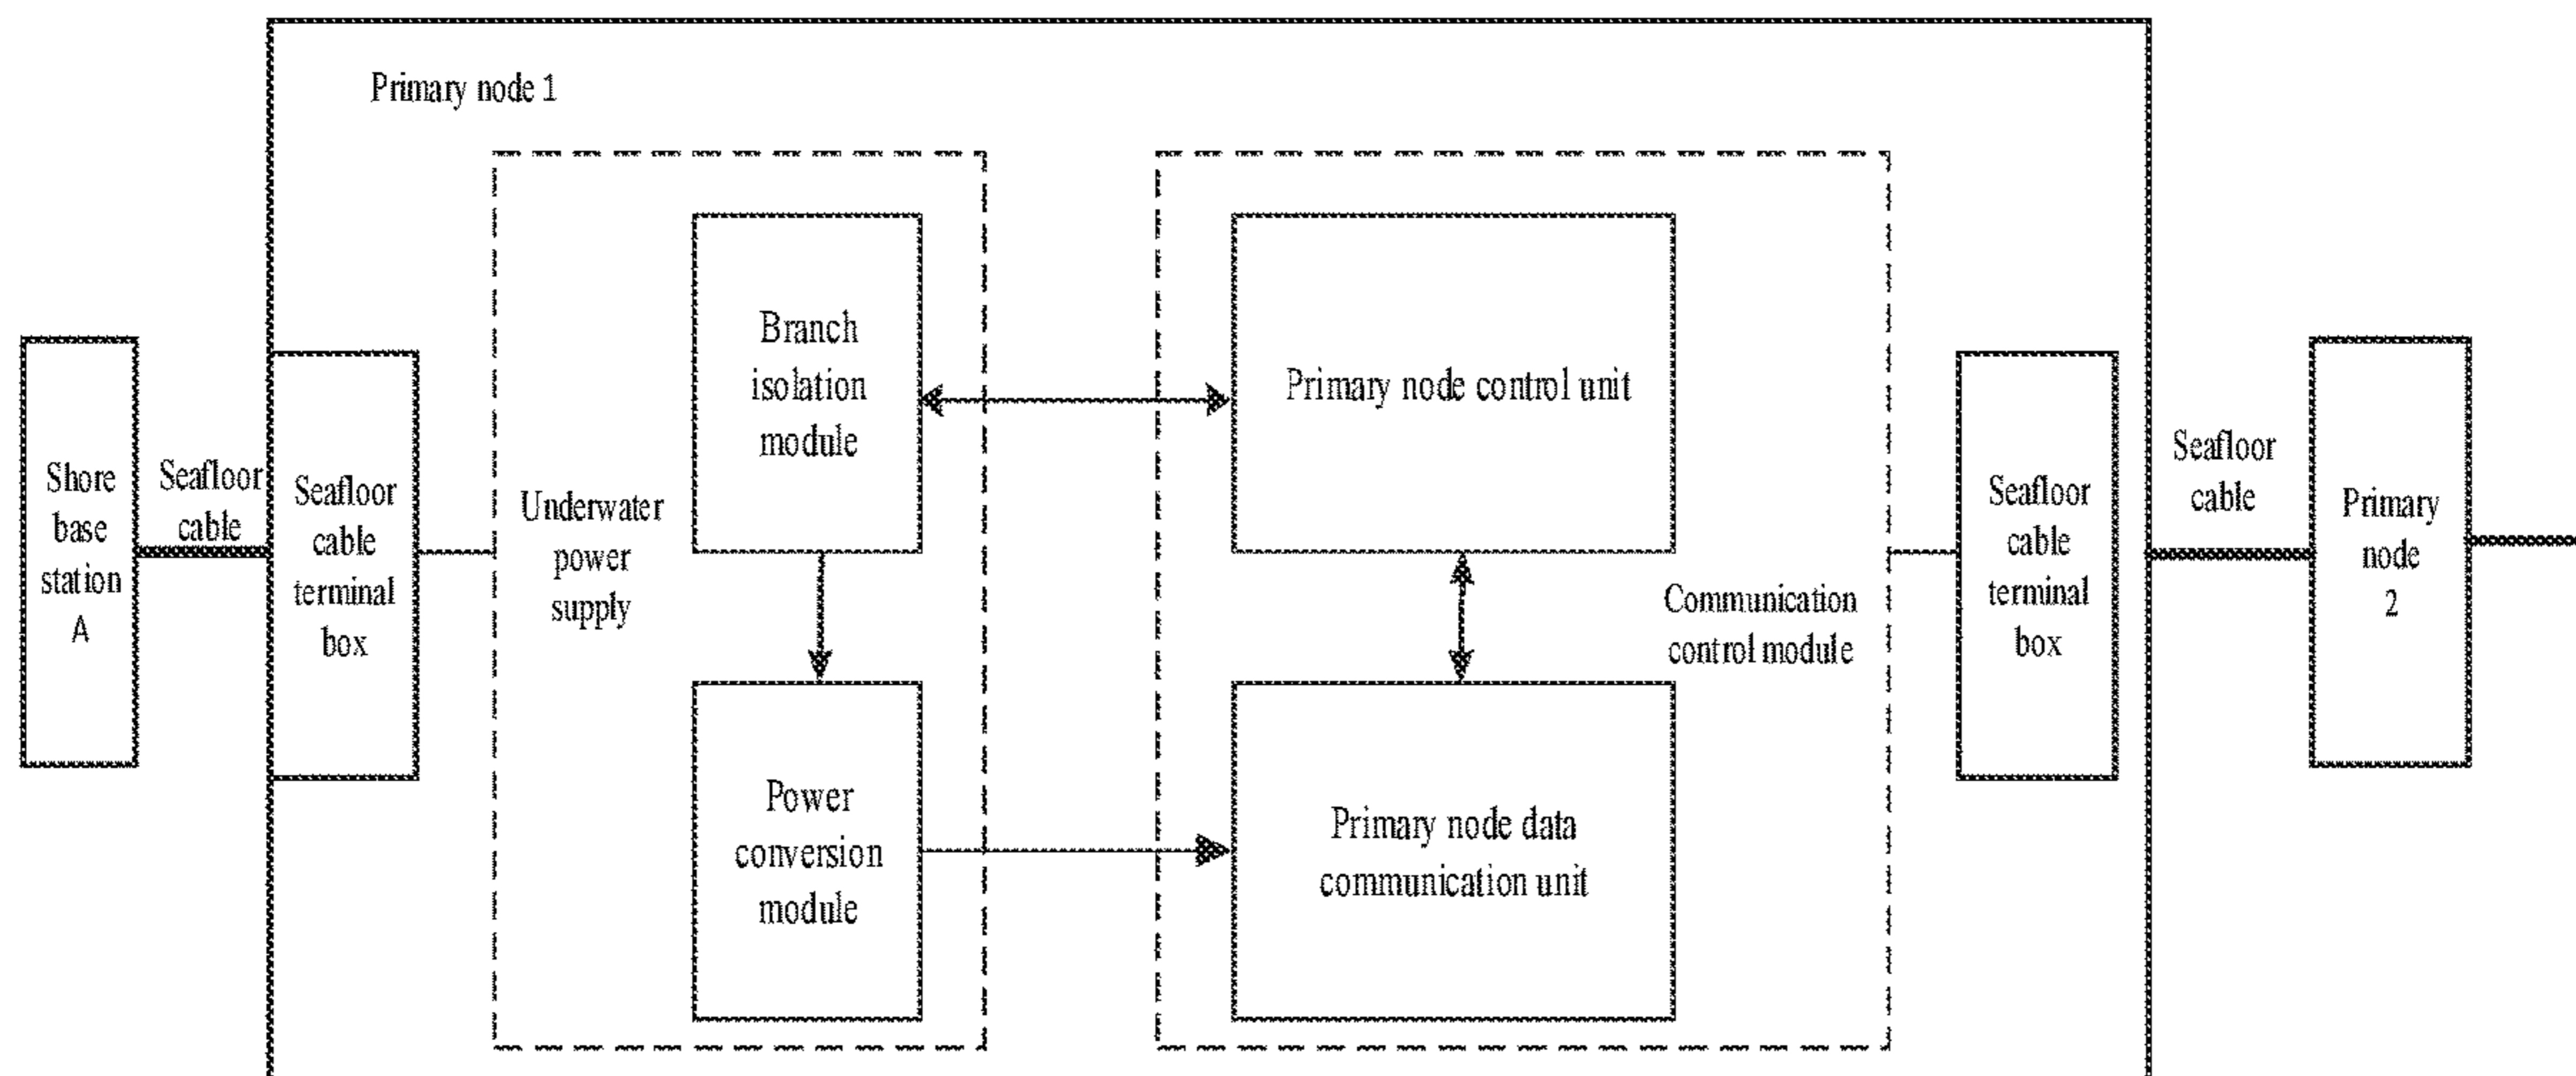 Primary node 1
Shore
base
station
A
Seafloor
cable
Seafloor
cable
terminal
box
Underwater
power
supply
Branch
isolation
module
Power
conversion
module
Primary node control unit
Primary node data
communication unit
Communication
control module
Seafloor
cable
terminal
box
Seafloor
cable
Primary
node
2